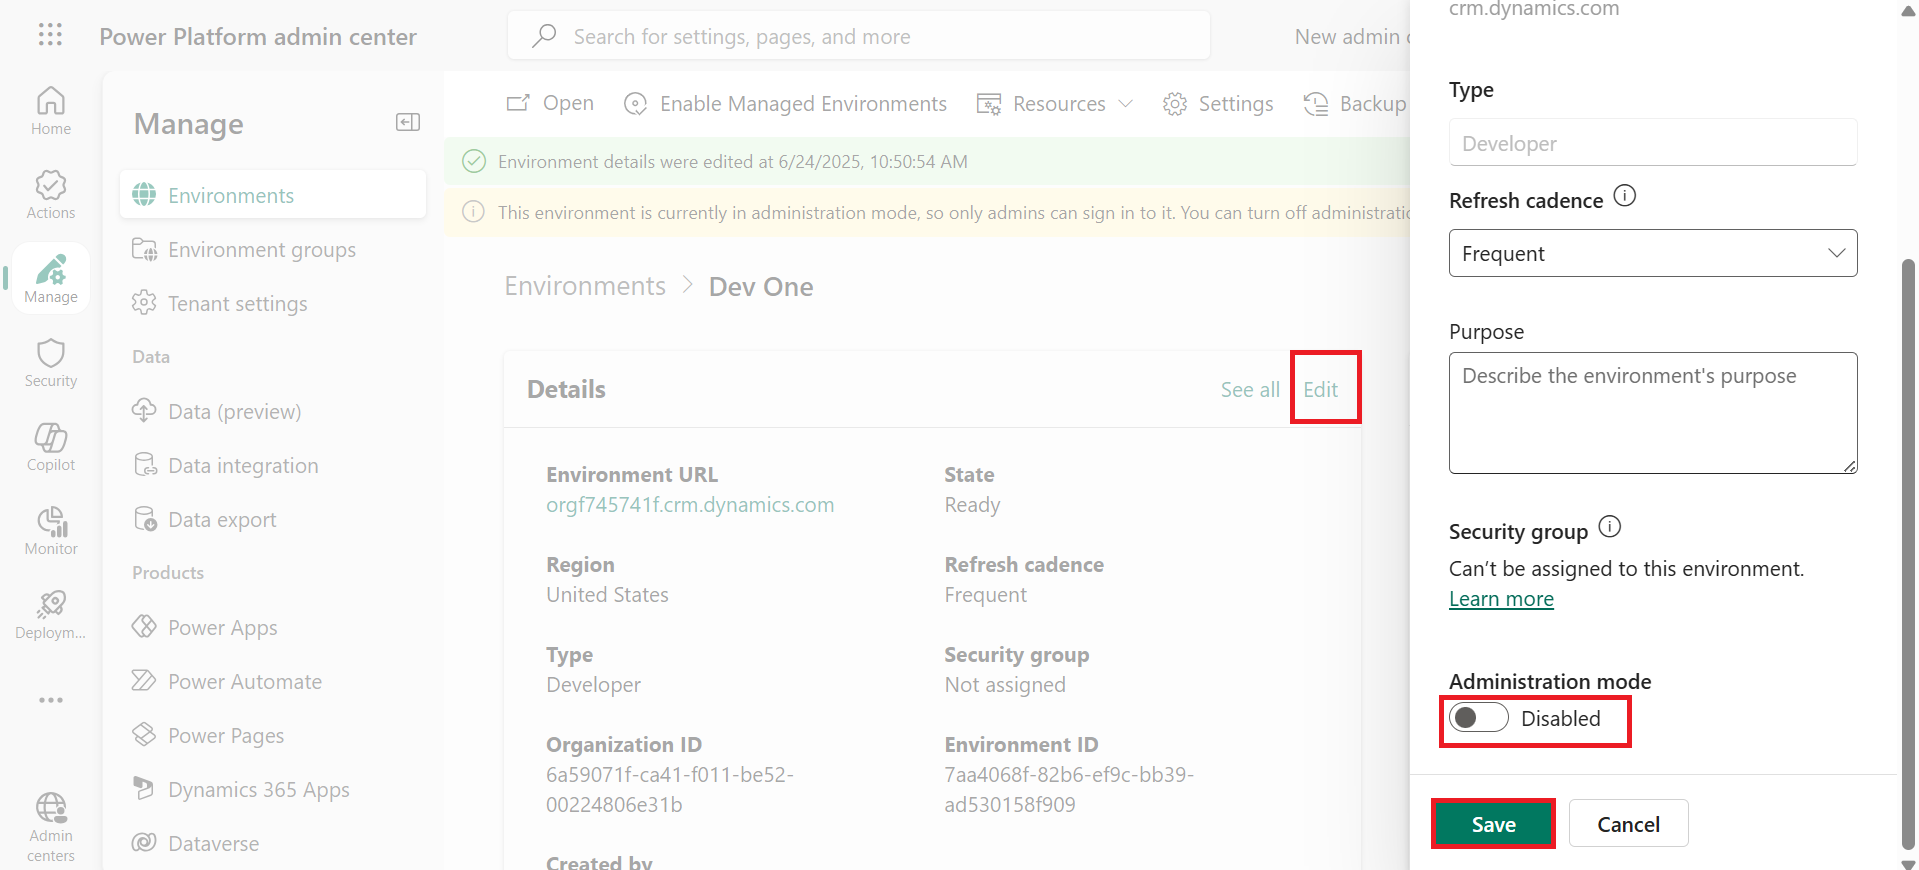 Power Platform admin center
Search for settings, pages, and more
New admin
Home
Actions
Manage
Security
Copilot
Monitor
Deploym...
Admin
centers
Manage
Environments
Environment groups
Tenant settings
Data
Data (preview)
Data integration
Data export
Products
Power Apps
Power Automate
Power Pages
Dynamics 365 Apps
Dataverse
Open
Enable Managed Environments
Resources
Settings
Backup
Environment details were edited at 6/24/2025, 10:50:54 AM
This environment is currently in administration mode, so only admins can sign in to it. You can turn off administratio
Environments > Dev One
Details
See all
Edit
Environment URL
orgf745741f.crm.dynamics.com
State
Ready
Region
United States
Refresh cadence
Frequent
Type
Developer
Security group
Not assigned
Organization ID
6a59071f-ca41-f011-be52-
00224806e31b
Environment ID
7aa4068f-82b6-ef9c-bb39-
ad530158f909
Created by
crm.dynamics.com
Type
Developer
Refresh cadence
Frequent
Purpose
Describe the environment's purpose
Security group
Can't be assigned to this environment.
Learn more
Administration mode
Disabled
Save
Cancel